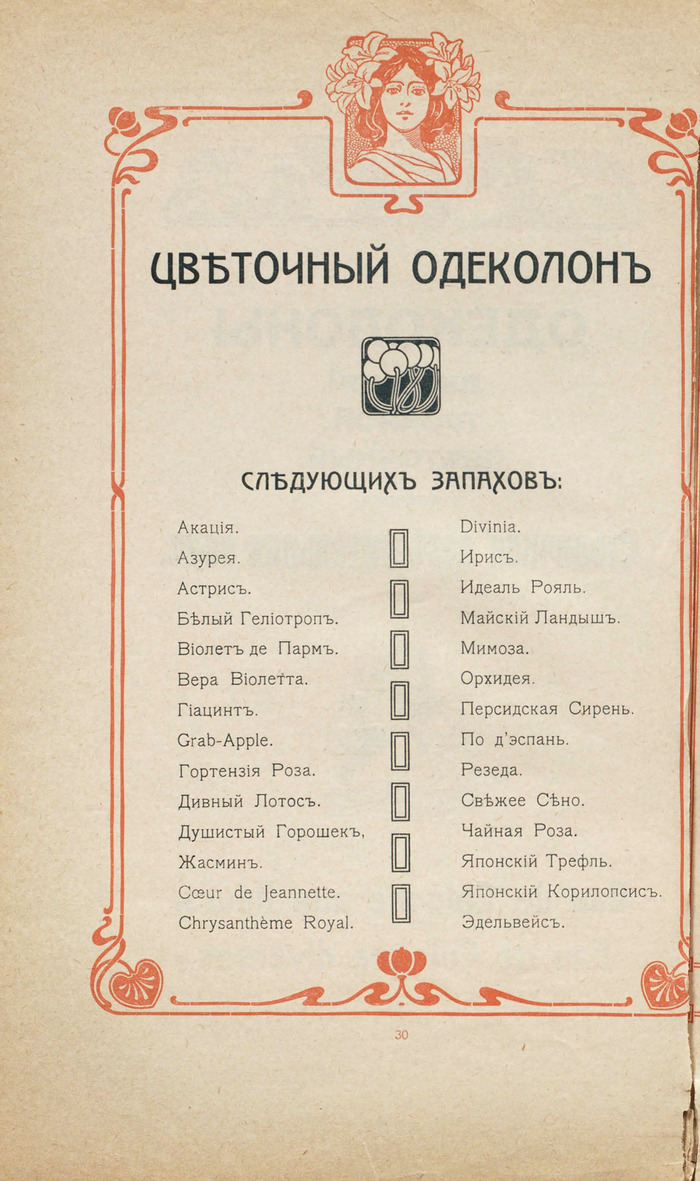 ЦВѢТОЧНЫЙ ОДЕКОЛОНЪ
СЛѢДУЮЩИХЪ ЗАПАХОВЪ:
Акація.
Азурея.
Астрисъ.
Бѣлый Геліотропъ.
Віолетъ де Пармъ.
Вера Віолетта.
Гіацинтъ.
Grab-Apple.
Гортензія Роза.
Дивный Лотосъ.
Душистый Горошекъ,
Жасминъ.
Cœur de Jeannette.
Chrysanthème Royal.
Divinia.
Ирисъ.
Идеаль Рояль.
Майскій Ландышъ.
Мимоза.
Орхидея.
Персидская Сирень.
По д'эспань.
Резеда.
Свѣжее Сѣно.
Чайная Роза.
Японскій Трефль.
Японскій Корилопсисъ.
Эдельвейсъ.
30